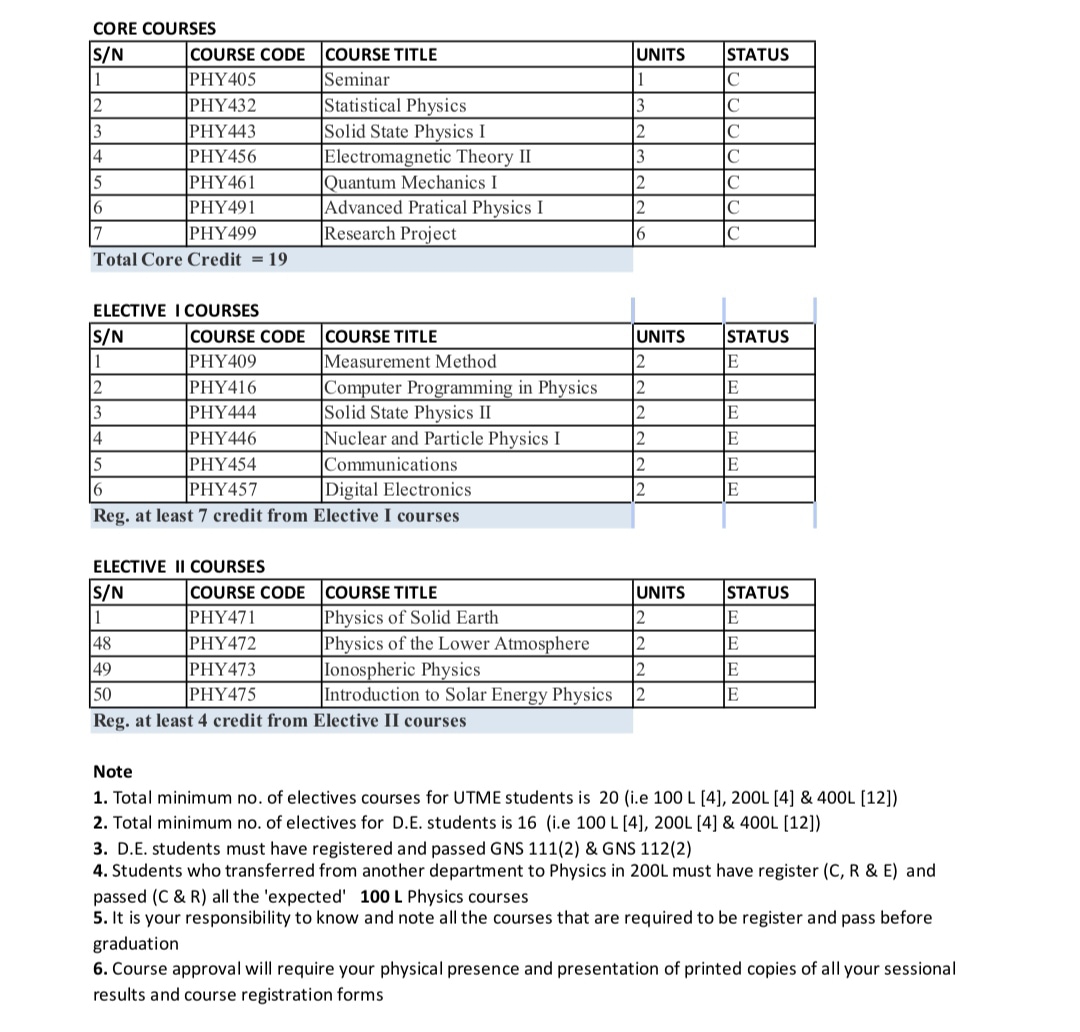 CORE COURSES
S/N COURSE CODE COURSE TITLE UNITS STATUS
1 PHY405 Seminar 1 C
2 PHY432 Statistical Physics 3 C
3 PHY443 Solid State Physics I 2 C
4 PHY456 Electromagnetic Theory II 3 C
5 PHY461 Quantum Mechanics I 2 C
6 PHY491 Advanced Pratical Physics I 2 C
7 PHY499 Research Project 6 C
Total Core Credit = 19
ELECTIVE I COURSES
S/N COURSE CODE COURSE TITLE UNITS STATUS
1 PHY409 Measurement Method 2 E
2 PHY416 Computer Programming in Physics 2 E
3 PHY444 Solid State Physics II 2 E
4 PHY446 Nuclear and Particle Physics I 2 E
5 PHY454 Communications 2 E
6 PHY457 Digital Electronics 2 E
Reg. at least 7 credit from Elective I courses
ELECTIVE II COURSES
S/N COURSE CODE COURSE TITLE UNITS STATUS
1 PHY471 Physics of Solid Earth 2 E
48 PHY472 Physics of the Lower Atmosphere 2 E
49 PHY473 Ionospheric Physics 2 E
50 PHY475 Introduction to Solar Energy Physics 2 E
Reg. at least 4 credit from Elective II courses
Note
1. Total minimum no. of electives courses for UTME students is 20 (i.e 100 L [4], 200L [4] & 400L [12])
2. Total minimum no. of electives for D.E. students is 16 (i.e 100 L [4], 200L [4] & 400L [12])
3. D.E. students must have registered and passed GNS 111(2) & GNS 112(2)
4. Students who transferred from another department to Physics in 200L must have register (C, R & E) and
passed (C & R) all the 'expected' 100 L Physics courses
5. It is your responsibility to know and note all the courses that are required to be register and pass before
graduation
6. Course approval will require your physical presence and presentation of printed copies of all your sessional
results and course registration forms